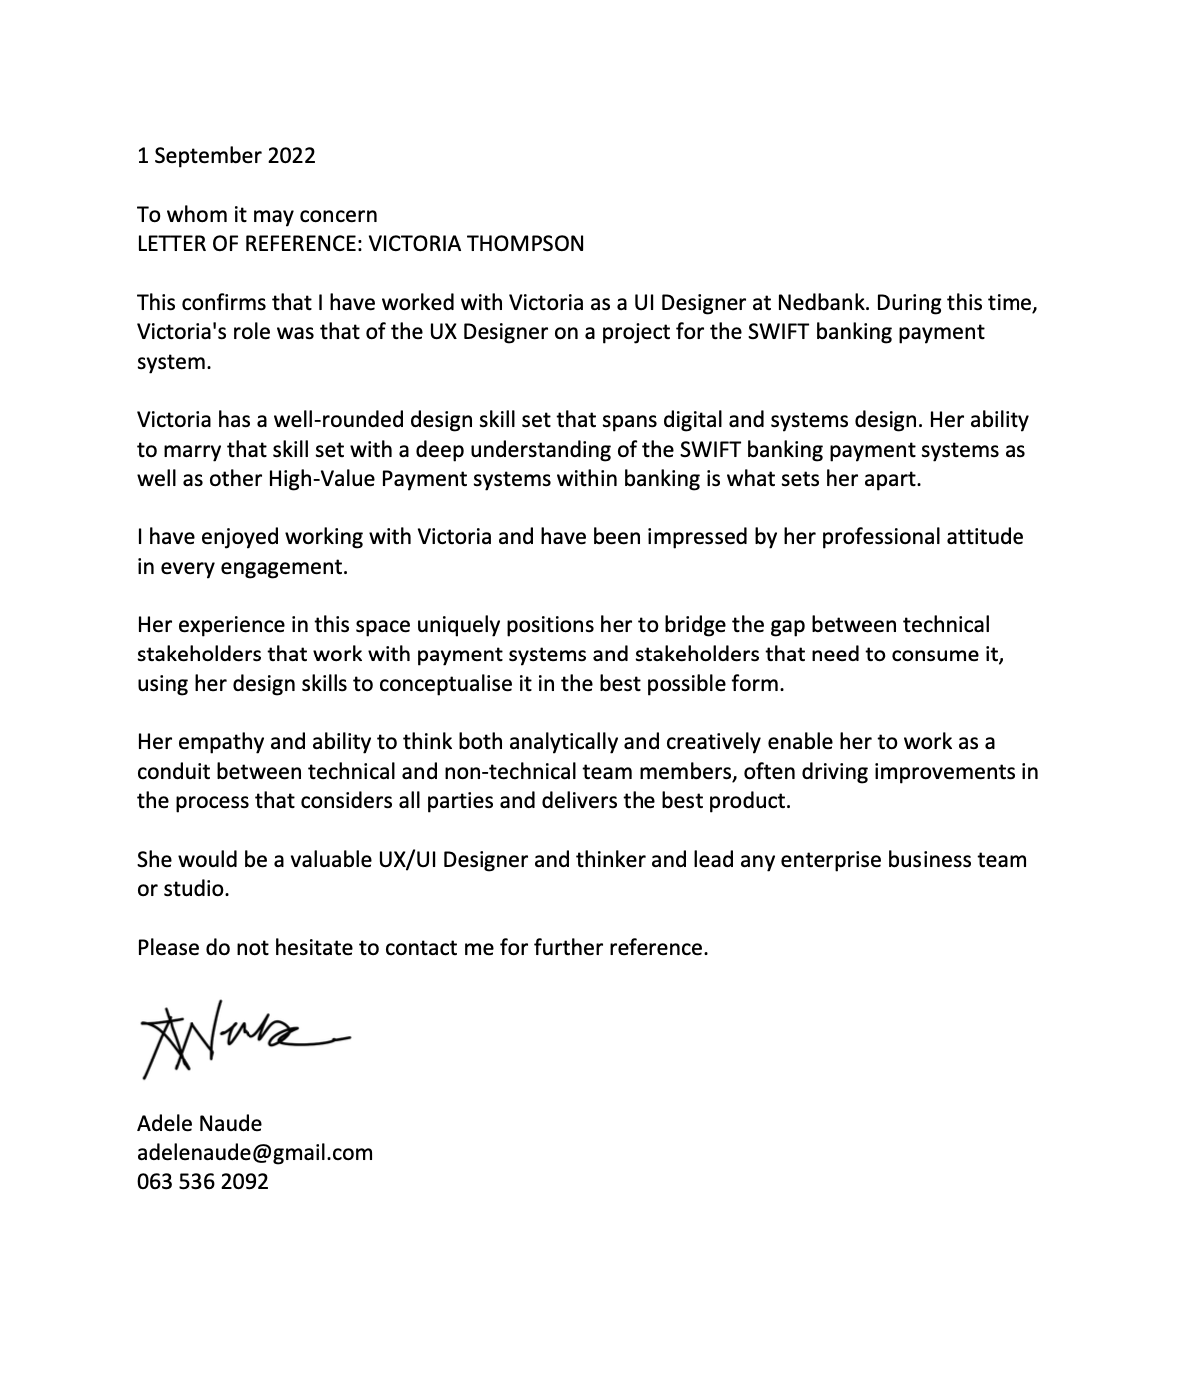 1 September 2022
To whom it may concern
LETTER OF REFERENCE: VICTORIA THOMPSON
This confirms that I have worked with Victoria as a UI Designer at Nedbank. During this time,
Victoria's role was that of the UX Designer on a project for the SWIFT banking payment
system.
Victoria has a well-rounded design skill set that spans digital and systems design. Her ability
to marry that skill set with a deep understanding of the SWIFT banking payment systems as
well as other High-Value Payment systems within banking is what sets her apart.
I have enjoyed working with Victoria and have been impressed by her professional attitude
in every engagement.
Her experience in this space uniquely positions her to bridge the gap between technical
stakeholders that work with payment systems and stakeholders that need to consume it,
using her design skills to conceptualise it in the best possible form.
Her empathy and ability to think both analytically and creatively enable her to work as a
conduit between technical and non-technical team members, often driving improvements in
the process that considers all parties and delivers the best product.
She would be a valuable UX/UI Designer and thinker and lead any enterprise business team
or studio.
Please do not hesitate to contact me for further reference.
ANaude
Adele Naude
adelenaude@gmail.com
063 536 2092